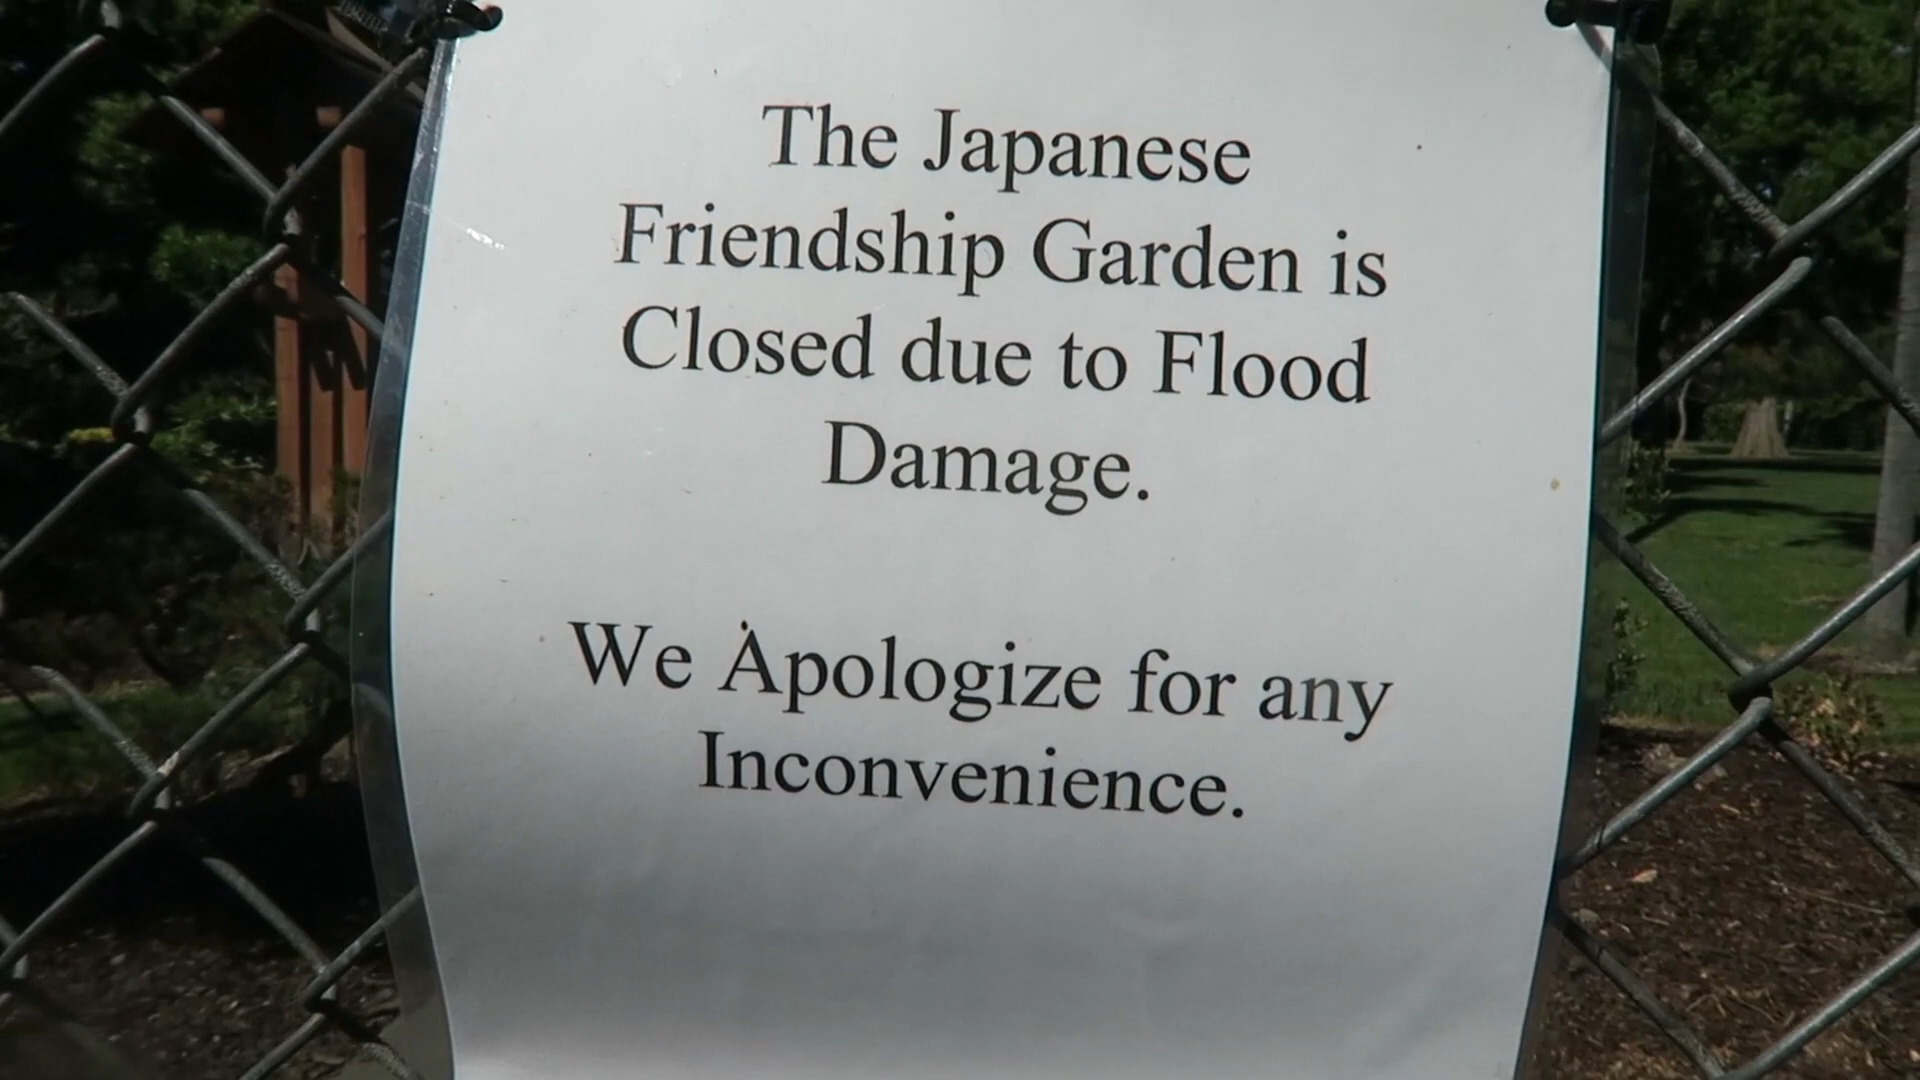 The Japanese
Friendship Garden is
Closed due to Flood
Damage.
We Apologize for any
Inconvenience.